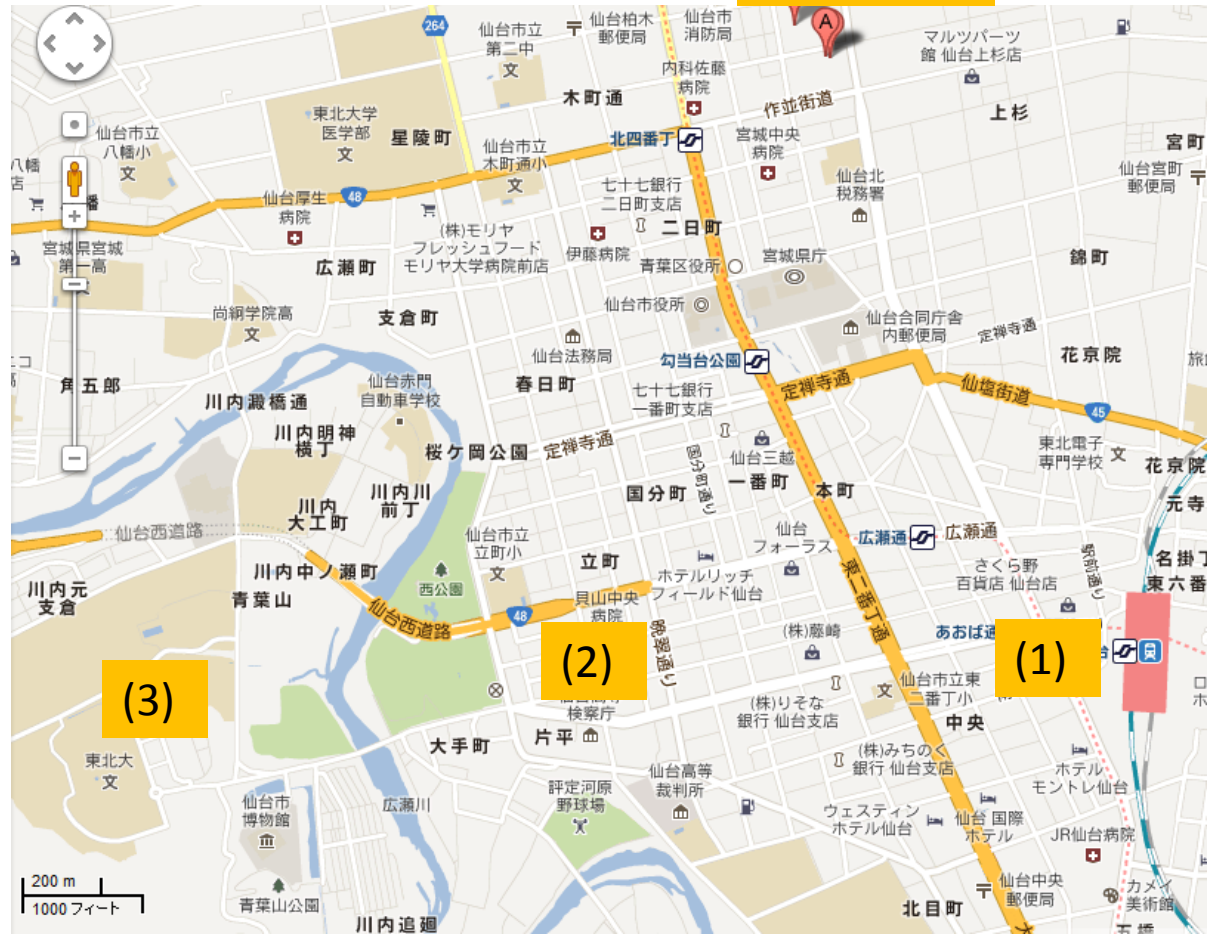 264
仙台市立
第二中
仙台柏木
郵便局
仙台市
消防局
A
マルツパーツ
館 仙台上杉店
内科佐藤
病院
木町通
作並街道
上杉
東北大学
医学部
星陵町
仙台市立
八幡小
仙台市立
木町通小
北四番丁
宮城中央
病院
宮町
八幡
店
仙台宮町
郵便局
仙台北
税務署
七十七銀行
二日町支店
仙台厚生
病院
48
幡
(株)モリヤ
フレッシュフード
モリヤ大学病院前店
二日町
宮城県宮城
第一高
広瀬町
伊藤病院
青葉区役所
宮城県庁
錦町
尚絅学院高
支倉町
仙台市役所
仙台合同庁舎
内郵便局
定禅寺通
ニコ
仙台法務局
勾当台公園
花京院
旅
角五郎
仙台赤門
自動車学校
春日町
七十七銀行
一番町支店
定禅寺通
仙塩街道
45
川内澱橋通
川内明神
横丁
桜ケ岡公園
定禅寺通
国分町通り
仙台三越
一番町
東北電子
専門学校
花京院
川内川
前丁
国分町
本町
元寺
川内
大工町
仙台西道路
仙台市立
立町小
仙台
フォーラス
広瀬通
広瀬通
名掛丁
東六番
川内元
支倉
川内中ノ瀬町
青葉山
西公園
立町
ホテルリッチ
フィールド仙台
さくら野
百貨店 仙台店
駅前通り
東二番丁通
仙台西道路
48
貝山中央
病院
晩翠通り
(株)藤崎
あおば通
(1)
台
(2)
(3)
仙台市立東
二番丁小
ロ
ホ
検察庁
(株)りそな
銀行 仙台支店
中央
大手町
片平
(株)みちのく
銀行 仙台支店
東北大
仙台高等
裁判所
ホテル
モントレ仙台
仙台市
博物館
広瀬川
評定河原
野球場
ウェスティン
ホテル仙台
仙台 国際
ホテル
JR仙台病院
200 m
1000 フィート
青葉山公園
仙台中央
郵便局
カメイ
美術館
川内追廻
北目町
五橋